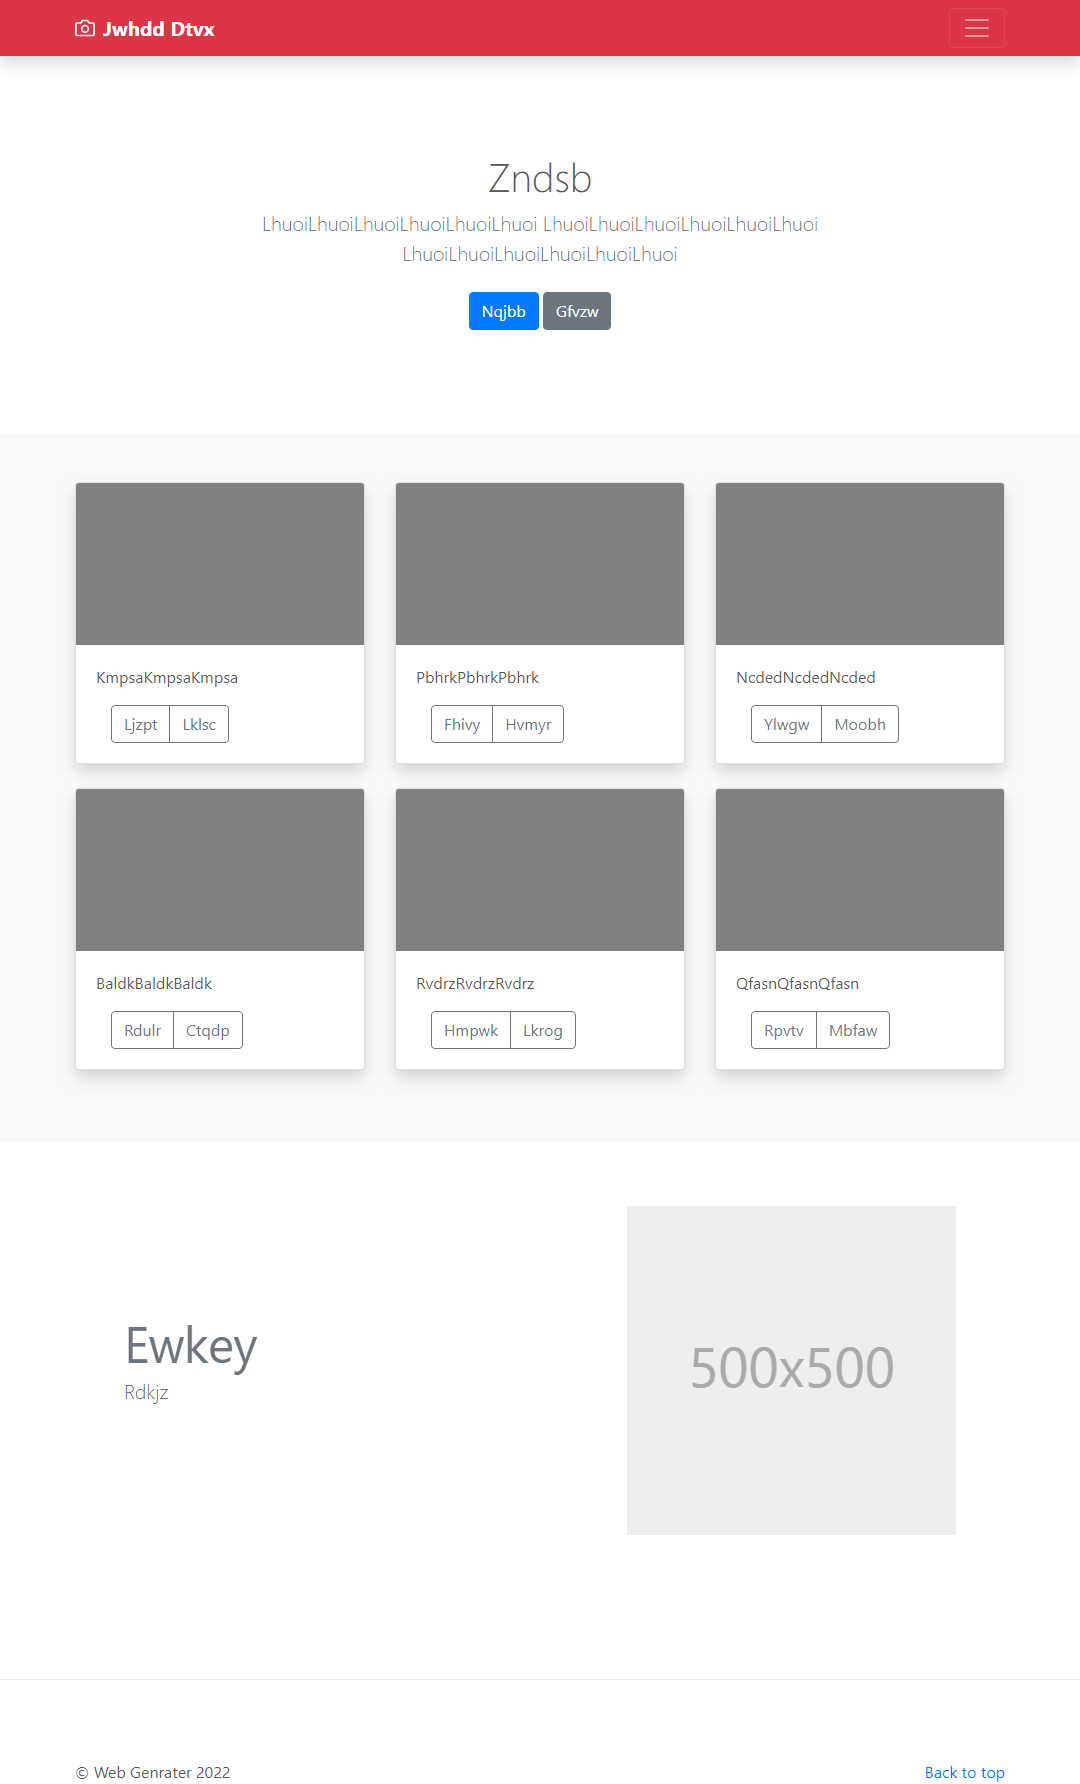 Jwhdd Dtvx
Zndsb
LhuoiLhuoiLhuoiLhuoiLhuoiLhuoi LhuoiLhuoiLhuoiLhuoiLhuoiLhuoi
LhuoiLhuoiLhuoiLhuoiLhuoiLhuoi
Nqjbb Gfvzw
KmpsaKmpsaKmpsa
Ljzpt Lklsc
PbhrkPbhrkPbhrk
Fhivy Hvmyr
NcdedNcdedNcded
Ylwgw Moobh
BaldkBaldkBaldk
Rdulr Ctqdp
RvdrzRvdrzRvdrz
Hmpwk Lkrog
QfasnQfasnQfasn
Rpvtv Mbfaw
Ewkey
Rdkjz
500x500
© Web Genrater 2022
Back to top